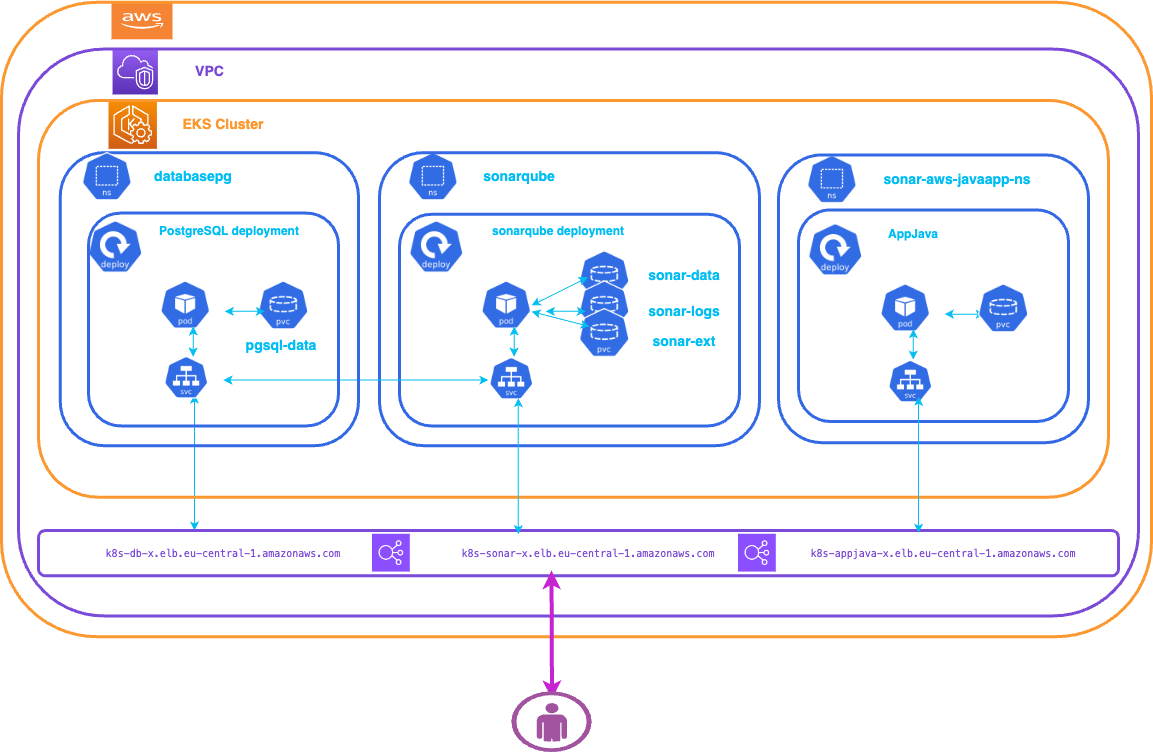 aws
VPC
EKS Cluster
ns
databasepg
ns
sonarqube
ns
sonar-aws-javaapp-ns
deploy
PostgreSQL deployment
deploy
sonarqube deployment
deploy
AppJava
sonar-data
pod
pvc
pod
sonar-logs
pod
pvc
pgsql-data
pvc
sonar-ext
svc
svc
svc
k8s-db-x.elb.eu-central-1.amazonaws.com
k8s-sonar-x.elb.eu-central-1.amazonaws.com
k8s-appjava-x.elb.eu-central-1.amazonaws.com